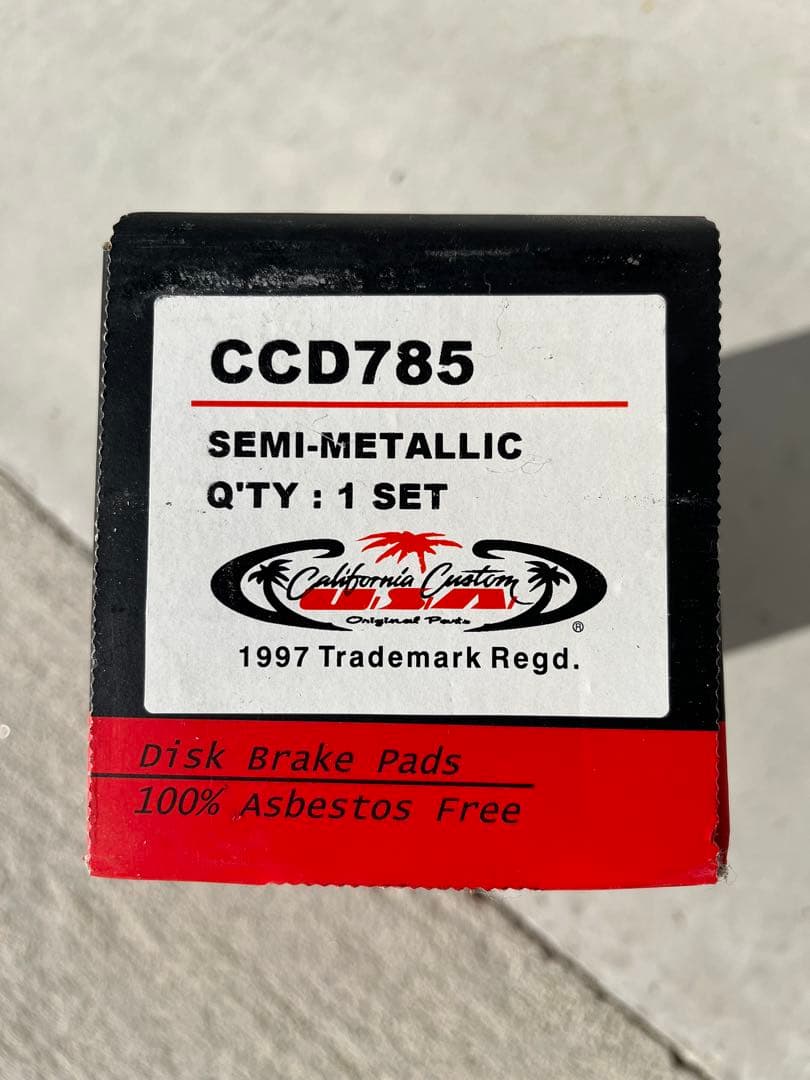 CCD785
SEMI-METALLIC
Q'TY : 1 SET
California Custom
U.S.A.
Original Parts
®
1997 Trademark Regd.
Disk Brake Pads
100% Asbestos Free